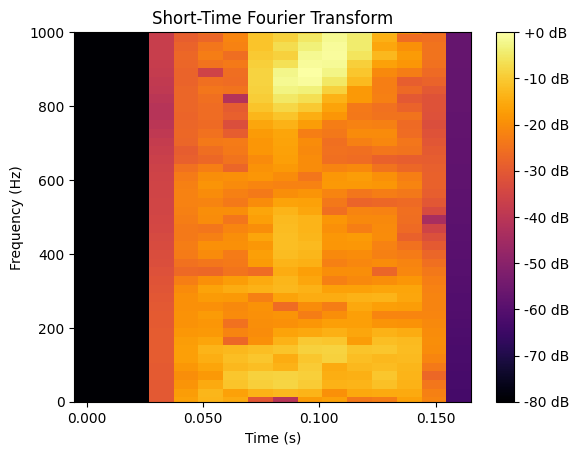 Short-Time Fourier Transform
1000
800
600
400
200
0
Frequency (Hz)
0.000
0.050
0.100
0.150
Time (s)
+0 dB
-10 dB
-20 dB
-30 dB
-40 dB
-50 dB
-60 dB
-70 dB
-80 dB